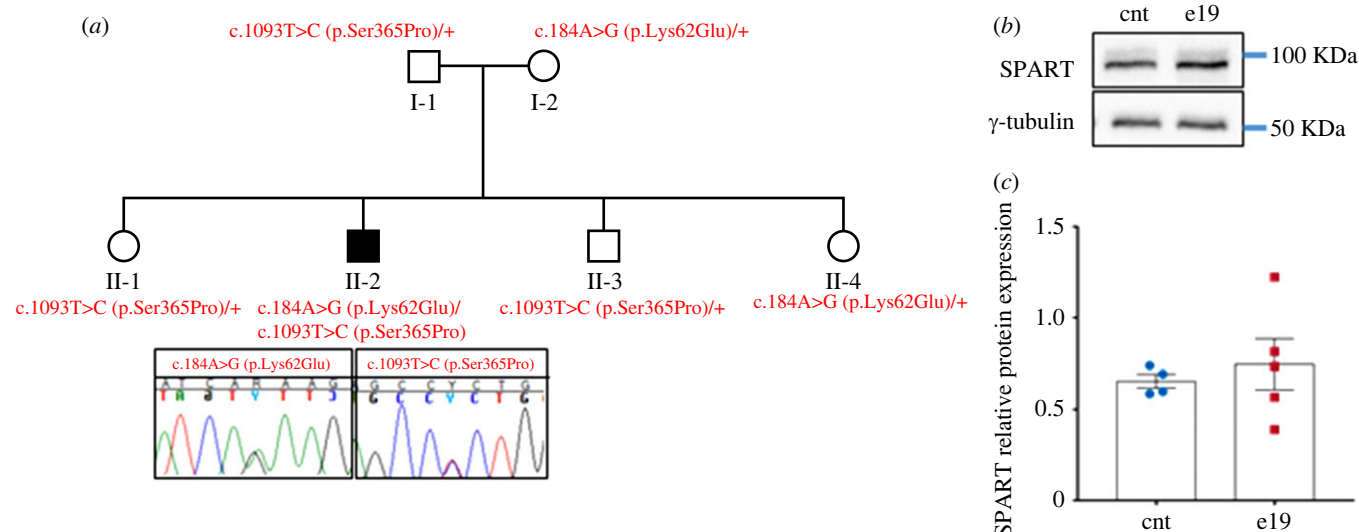 (a)
c.1093T>C (p.Ser365Pro)/+
c.184A>G (p.Lys62Glu)/+
I-1
I-2
II-1
II-2
II-3
II-4
c.1093T>C (p.Ser365Pro)/+
c.184A>G (p.Lys62Glu)/
c.1093T>C (p.Ser365Pro)
c.1093T>C (p.Ser365Pro)/+
c.184A>G (p.Lys62Glu)/+
c.184A>G (p.Lys62Glu)
c.1093T>C (p.Ser365Pro)
A T C A R A A G
G C C Y C T G
G C C Y C T G
(b)
cnt
e19
SPART
100 KDa
γ-tubulin
50 KDa
(c)
SPART relative protein expression
1.5
1.0
0.5
0
cnt
e19